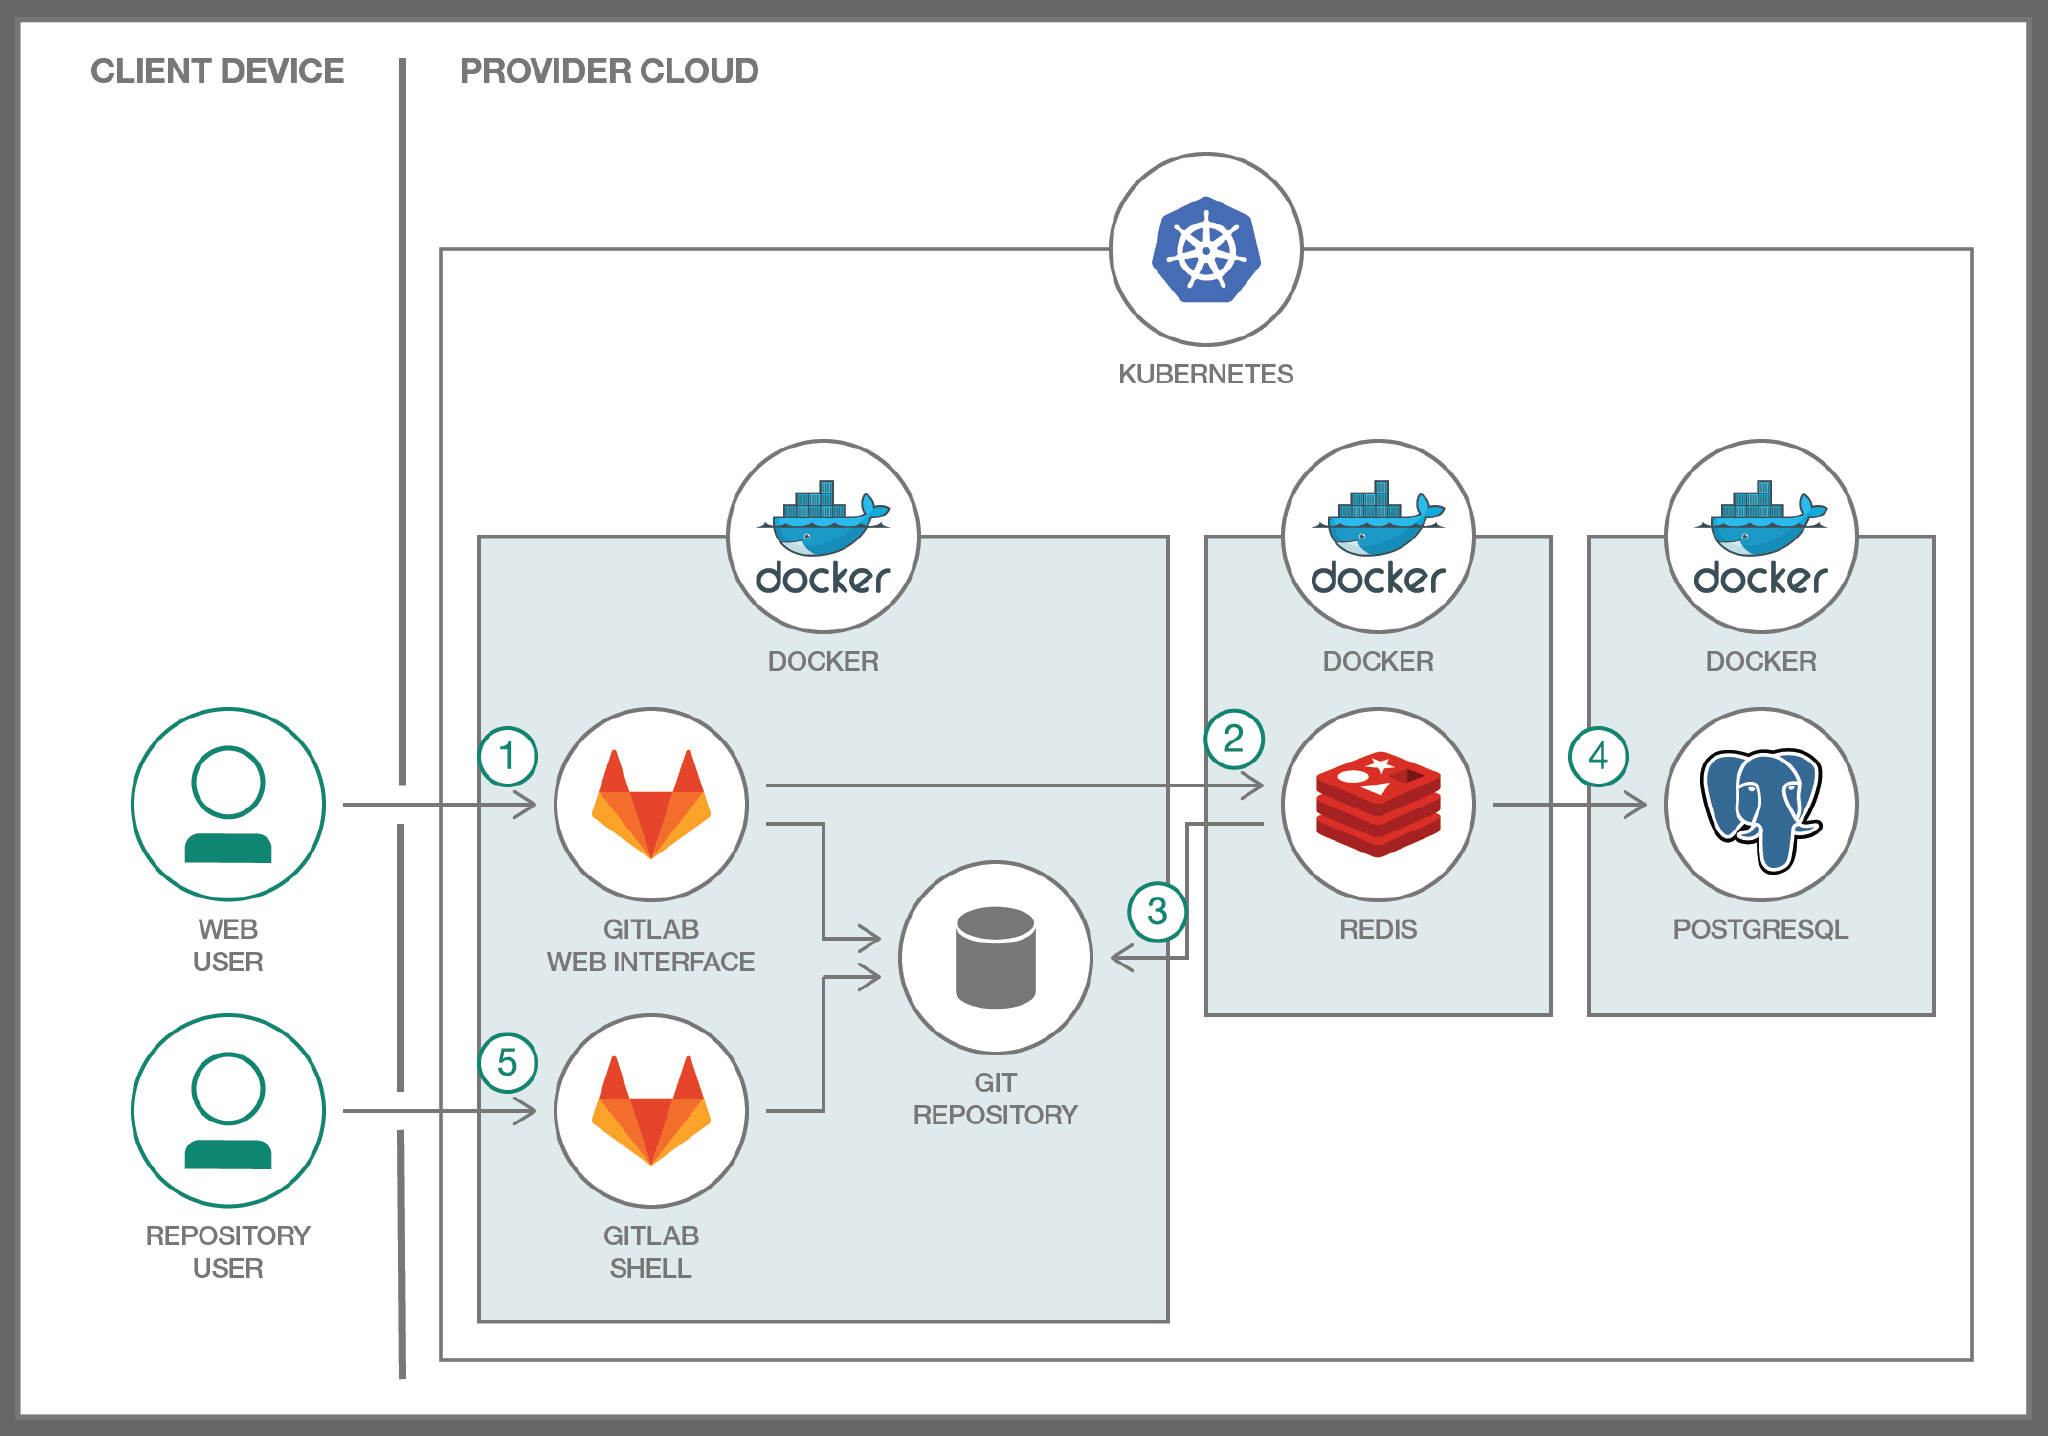 CLIENT DEVICE
PROVIDER CLOUD
KUBERNETES
docker
DOCKER
docker
DOCKER
docker
DOCKER
1
2
4
3
WEB
USER
GITLAB
WEB INTERFACE
REDIS
POSTGRESQL
5
GIT
REPOSITORY
REPOSITORY
USER
GITLAB
SHELL